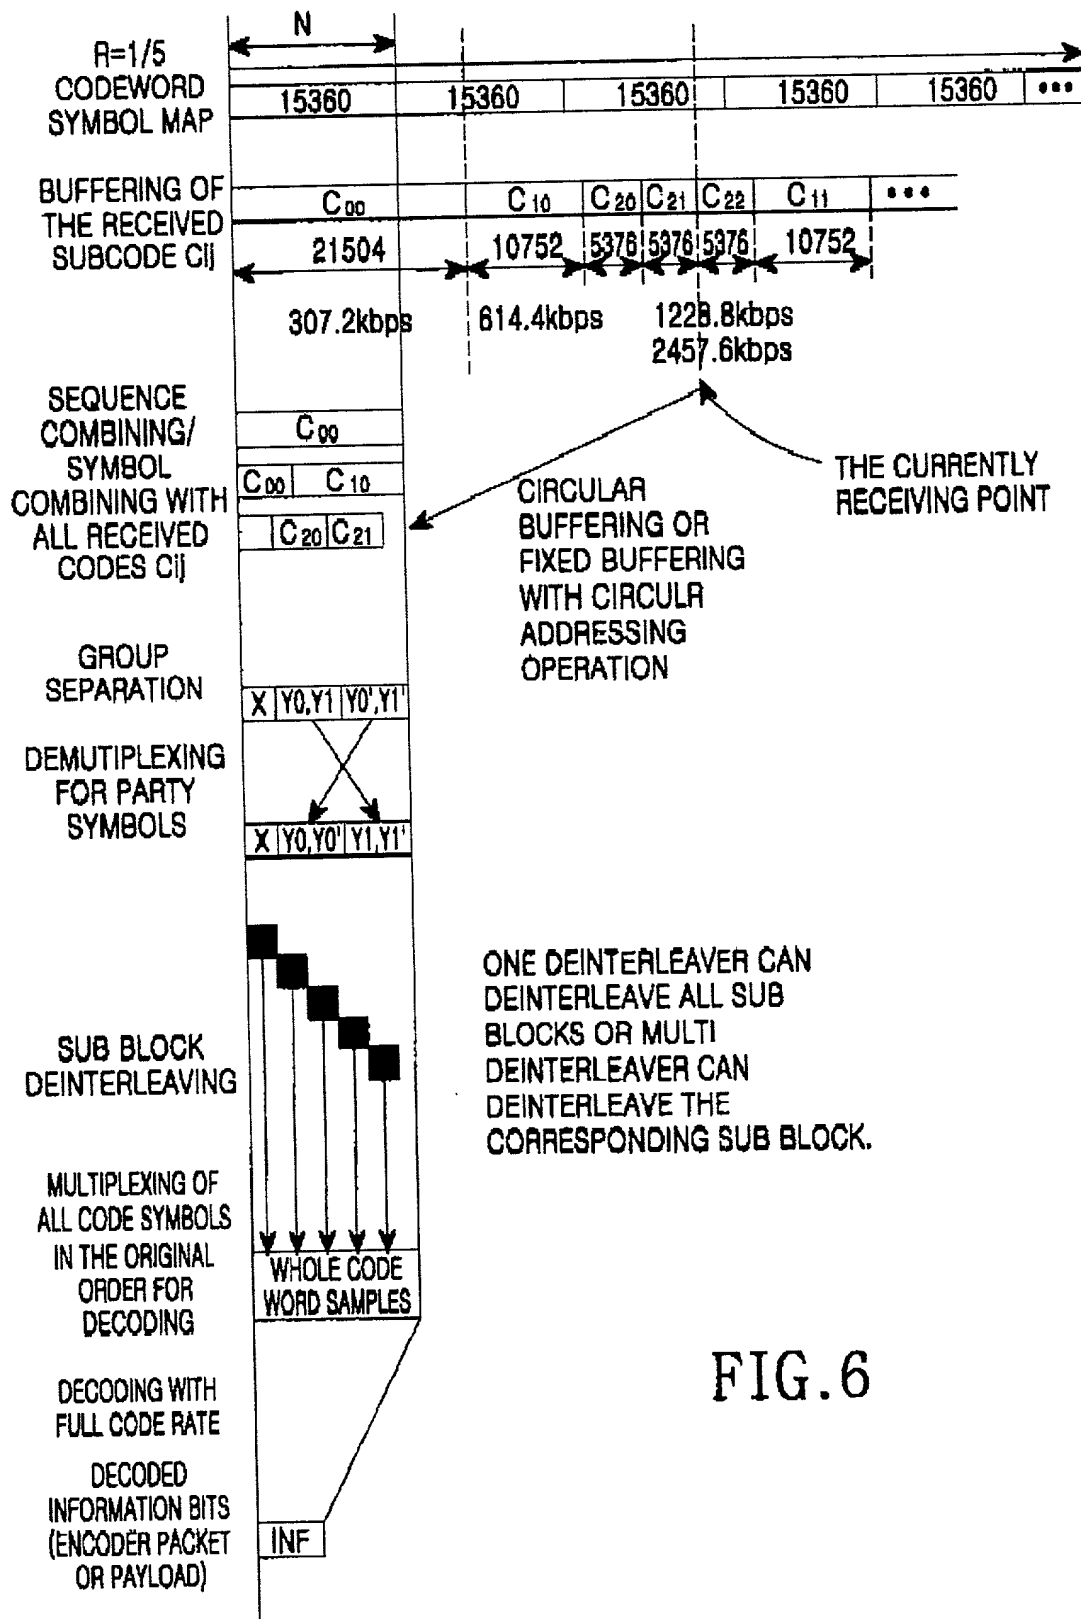 N
R=1/5
CODEWORD
SYMBOL MAP
15360 15360 15360 15360 15360 •••
BUFFERING OF
THE RECEIVED
SUBCODE Cij
C00 C10 C20 C21 C22 C11 •••
21504 10752 5376 5376 5376 10752
307.2kbps 614.4kbps 1228.8kbps
2457.6kbps
SEQUENCE
COMBINING/
SYMBOL
COMBINING WITH
ALL RECEIVED
CODES Cij
C00
C00 C10
C20 C21
THE CURRENTLY
RECEIVING POINT
CIRCULAR
BUFFERING OR
FIXED BUFFERING
WITH CIRCULR
ADDRESSING
OPERATION
GROUP
SEPARATION
X Y0,Y1 Y0',Y1'
DEMUTIPLEXING
FOR PARTY
SYMBOLS
X Y0,Y0' Y1,Y1'
SUB BLOCK
DEINTERLEAVING
ONE DEINTERLEAVER CAN
DEINTERLEAVE ALL SUB
BLOCKS OR MULTI
DEINTERLEAVER CAN
DEINTERLEAVE THE
CORRESPONDING SUB BLOCK.
MULTIPLEXING OF
ALL CODE SYMBOLS
IN THE ORIGINAL
ORDER FOR
DECODING
WHOLE CODE
WORD SAMPLES
DECODING WITH
FULL CODE RATE
DECODED
INFORMATION BITS
(ENCODER PACKET
OR PAYLOAD)
INF
FIG.6